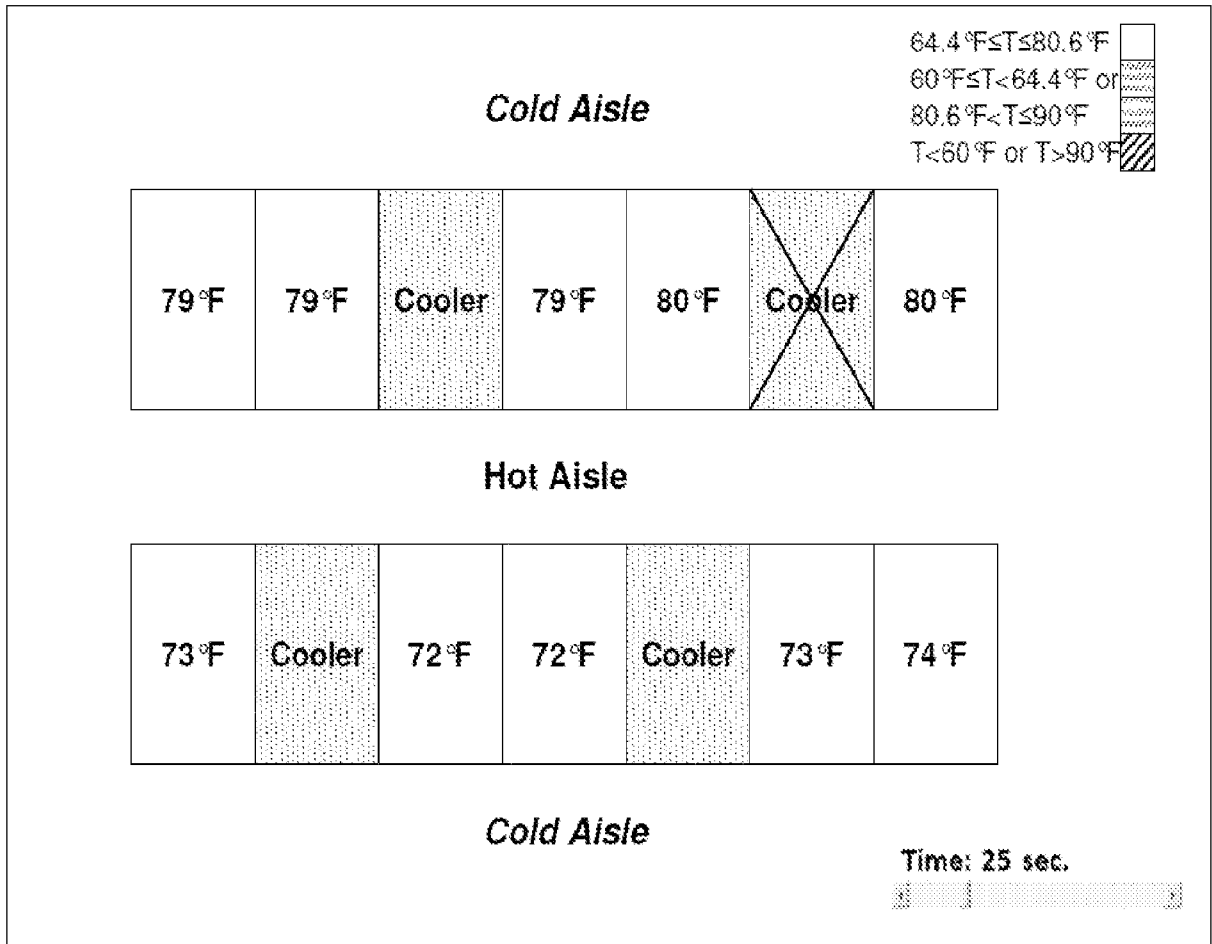 64.4°F≤T≤80.6°F
60°F≤T<64.4°F or
80.6°F<T≤90°F
T<60°F or T>90°F
Cold Aisle
79°F 79°F Cooler 79°F 80°F Cooler 80°F
Hot Aisle
73°F Cooler 72°F 72°F Cooler 73°F 74°F
Cold Aisle
Time: 25 sec.